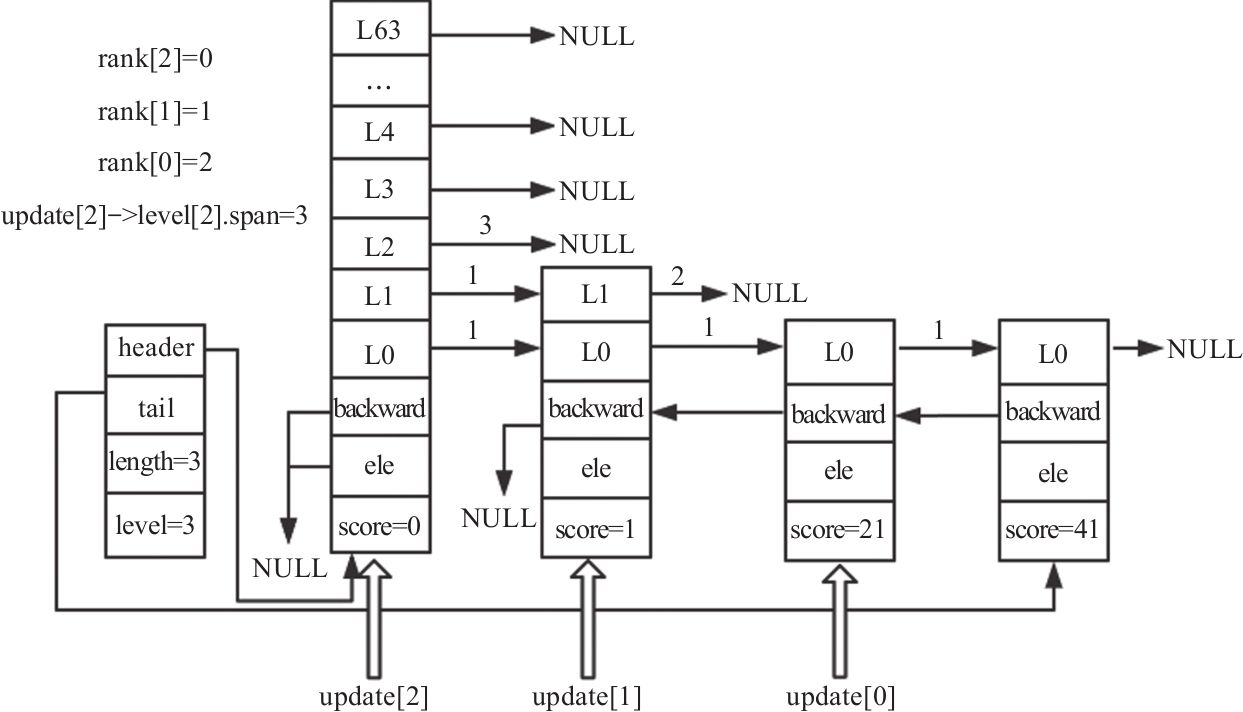 rank[2]=0
rank[1]=1
rank[0]=2
update[2]->level[2].span=3
header
tail
length=3
level=3
L63
NULL
...
L4
NULL
L3
NULL
L2
3
NULL
L1
1
L0
1
backward
ele
score=0
NULL
L1
2
NULL
L0
1
backward
ele
score=1
NULL
L0
1
backward
ele
score=21
L0
NULL
backward
ele
score=41
update[2]
update[1]
update[0]